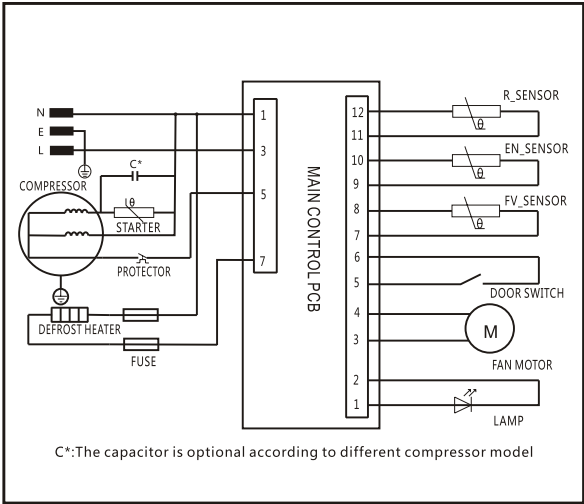 N
E
L
C*
COMPRESSOR
θ
STARTER
PROTECTOR
DEFROST HEATER
FUSE
1
3
5
7
MAIN CONTROL PCB
12
11
10
9
8
7
6
5
4
3
2
1
R_SENSOR
θ
EN_SENSOR
θ
FV_SENSOR
θ
DOOR SWITCH
M
FAN MOTOR
LAMP
C*:The capacitor is optional according to different compressor model